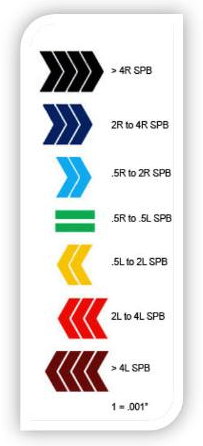 > 4R SPB
2R to 4R SPB
.5R to 2R SPB
.5R to .5L SPB
.5L to 2L SPB
2L to 4L SPB
> 4L SPB
1 = .001"